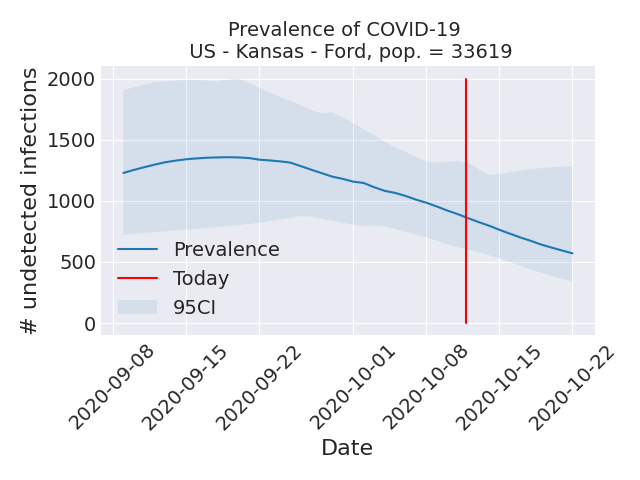 Prevalence of COVID-19
US - Kansas - Ford, pop. = 33619
# undetected infections
2000
1500
1000
500
0
Prevalence
Today
95CI
2020-09-08
2020-09-15
2020-09-22
2020-10-01
2020-10-08
2020-10-15
2020-10-22
Date